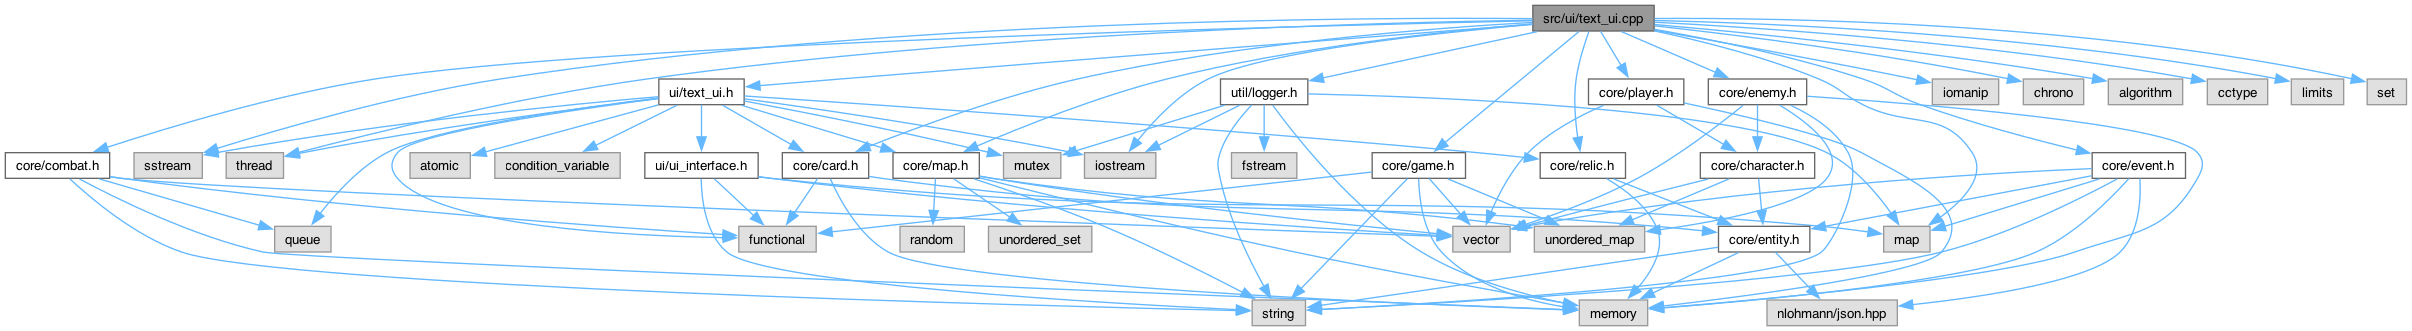 src/ui/text_ui.cpp
ui/text_ui.h
util/logger.h
core/player.h
core/enemy.h
iomanip
chrono
algorithm
cctype
limits
set
core/combat.h
sstream
thread
atomic
condition_variable
ui/ui_interface.h
core/card.h
core/map.h
mutex
iostream
fstream
core/game.h
core/relic.h
core/character.h
core/event.h
queue
functional
random
unordered_set
vector
unordered_map
core/entity.h
map
string
memory
nlohmann/json.hpp